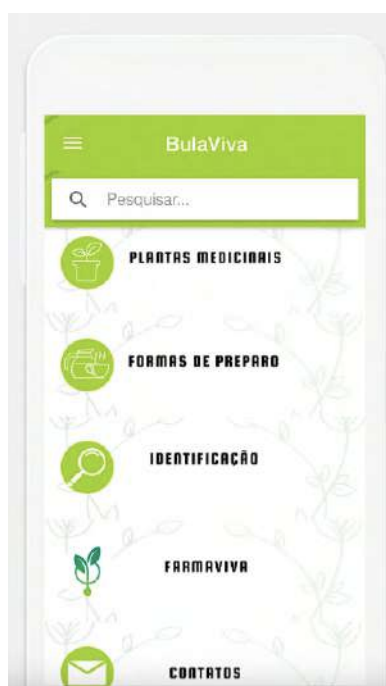 BulaViva
Pesquisar...
PLANTAS MEDICINAIS
FORMAS DE PREPARO
IDENTIFICAÇÃO
FARMAVIVA
CONTATOS